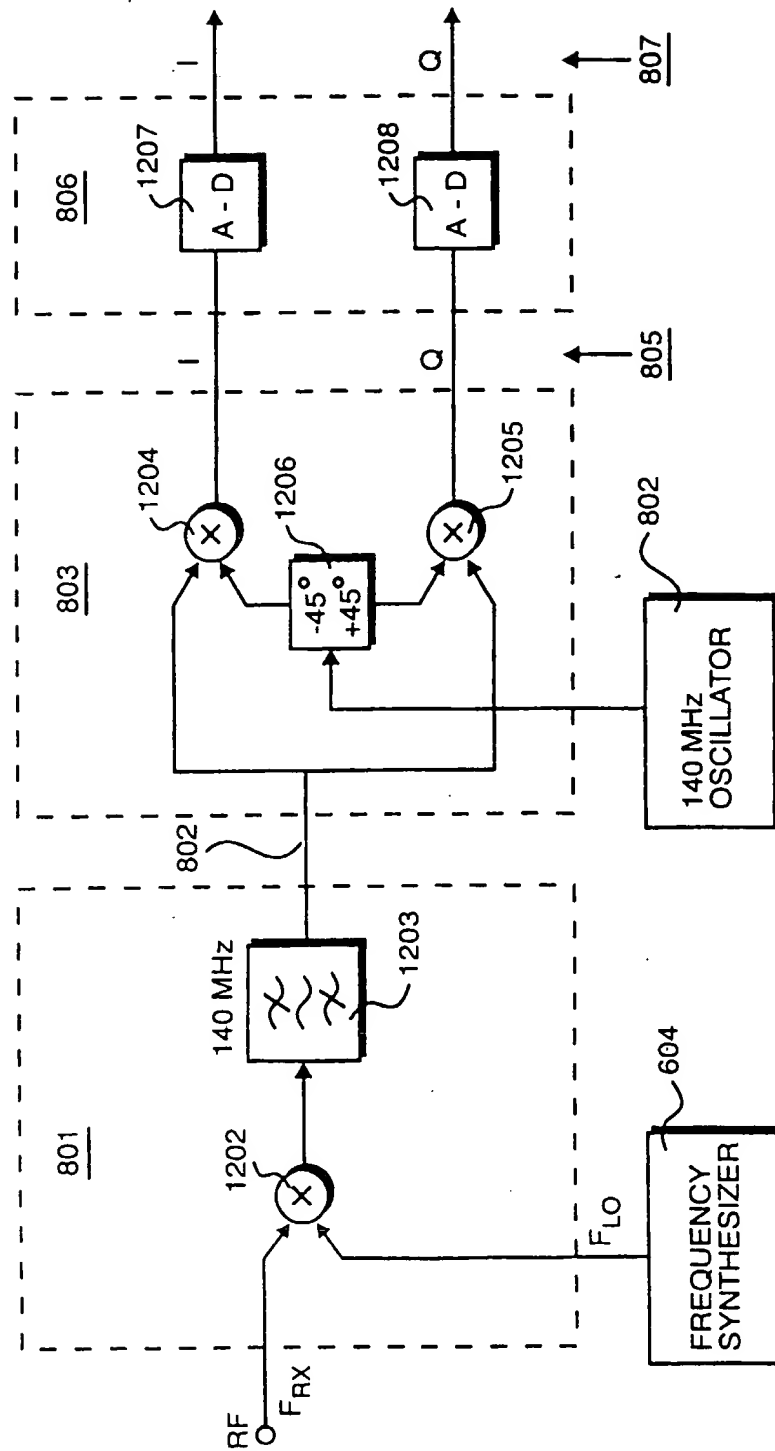 801
803
806
RF
F_RX
1202
140 MHz
1203
802
1204
-45°
+45°
1206
1205
I
Q
A - D
1207
A - D
1208
I
Q
805
807
F_LO
FREQUENCY
SYNTHESIZER
604
140 MHz
OSCILLATOR
802